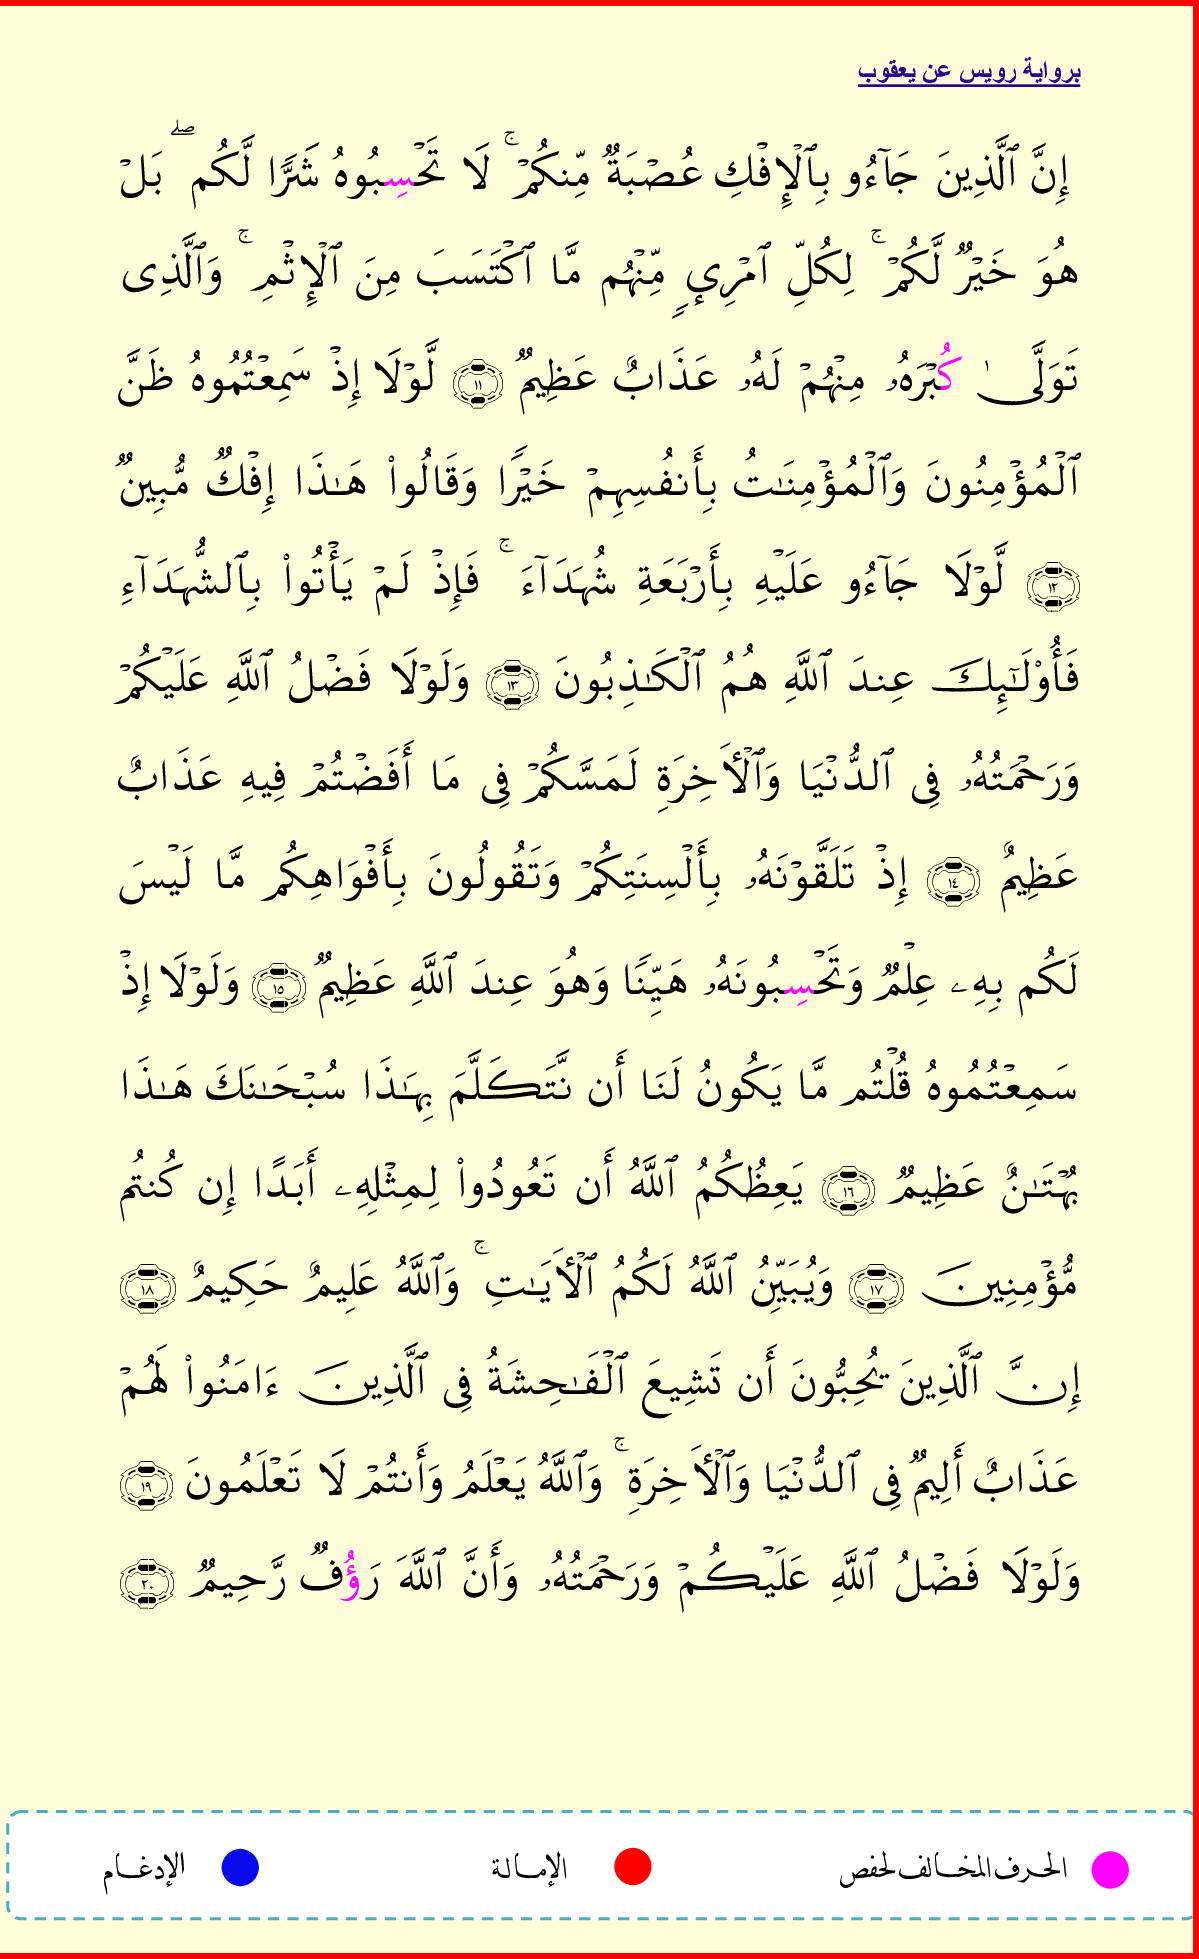 برواية رويس عن يعقوب
إِنَّ ٱلَّذِينَ جَآءُو بِٱلْإِفْكِ عُصْبَةٌ مِّنكُمْ ۚ لَا تَحْسِبُوهُ شَرًّا لَّكُم ۖ بَلْ
هُوَ خَيْرٌ لَّكُمْ ۚ لِكُلِّ ٱمْرِئٍ مِّنْهُم مَّا ٱكْتَسَبَ مِنَ ٱلْإِثْمِ ۚ وَٱلَّذِى
تَوَلَّىٰ كُبْرَهُۥ مِنْهُمْ لَهُۥ عَذَابٌ عَظِيمٌ ١١ لَّوْلَا إِذْ سَمِعْتُمُوهُ ظَنَّ
ٱلْمُؤْمِنُونَ وَٱلْمُؤْمِنَٰتُ بِأَنفُسِهِمْ خَيْرًا وَقَالُوا۟ هَٰذَا إِفْكٌ مُّبِينٌ
١٢ لَّوْلَا جَآءُو عَلَيْهِ بِأَرْبَعَةِ شُهَدَآءَ ۚ فَإِذْ لَمْ يَأْتُوا۟ بِٱلشُّهَدَآءِ
فَأُو۟لَٰٓئِكَ عِندَ ٱللَّهِ هُمُ ٱلْكَٰذِبُونَ ١٣ وَلَوْلَا فَضْلُ ٱللَّهِ عَلَيْكُمْ
وَرَحْمَتُهُۥ فِى ٱلدُّنْيَا وَٱلْأَخِرَةِ لَمَسَّكُمْ فِى مَا أَفَضْتُمْ فِيهِ عَذَابٌ
عَظِيمٌ ١٤ إِذْ تَلَقَّوْنَهُۥ بِأَلْسِنَتِكُمْ وَتَقُولُونَ بِأَفْوَاهِكُم مَّا لَيْسَ
لَكُم بِهِۦ عِلْمٌ وَتَحْسِبُونَهُۥ هَيِّنًا وَهُوَ عِندَ ٱللَّهِ عَظِيمٌ ١٥ وَلَوْلَا إِذْ
سَمِعْتُمُوهُ قُلْتُم مَّا يَكُونُ لَنَا أَن نَّتَكَلَّمَ بِهَٰذَا سُبْحَٰنَكَ هَٰذَا
بُهْتَٰنٌ عَظِيمٌ ١٦ يَعِظُكُمُ ٱللَّهُ أَن تَعُودُوا۟ لِمِثْلِهِۦ أَبَدًا إِن كُنتُم
مُّؤْمِنِينَ ١٧ وَيُبَيِّنُ ٱللَّهُ لَكُمُ ٱلْأَيَٰتِ ۚ وَٱللَّهُ عَلِيمٌ حَكِيمٌ ١٨
إِنَّ ٱلَّذِينَ يُحِبُّونَ أَن تَشِيعَ ٱلْفَٰحِشَةُ فِى ٱلَّذِينَ ءَامَنُوا۟ لَهُمْ
عَذَابٌ أَلِيمٌ فِى ٱلدُّنْيَا وَٱلْأَخِرَةِ ۚ وَٱللَّهُ يَعْلَمُ وَأَنتُمْ لَا تَعْلَمُونَ ١٩
وَلَوْلَا فَضْلُ ٱللَّهِ عَلَيْكُمْ وَرَحْمَتُهُۥ وَأَنَّ ٱللَّهَ رَؤُفٌ رَّحِيمٌ ٢٠
الحرف المخالف لحفص الإمالة الإدغام